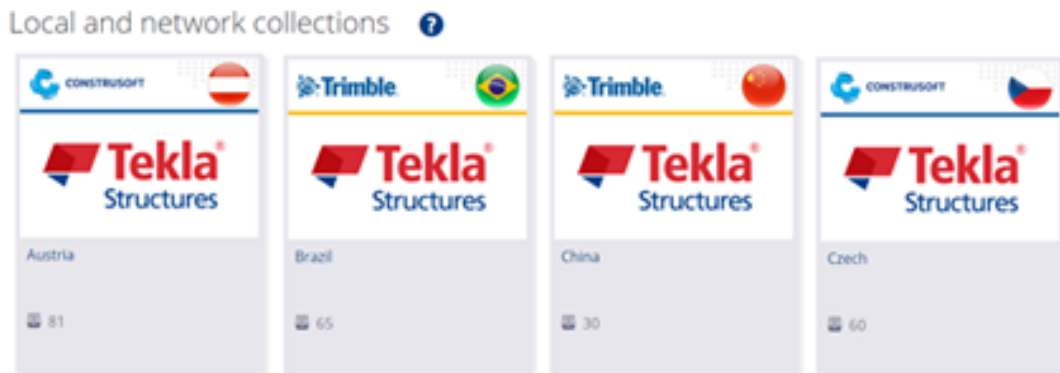 Local and network collections ?
CONSTRUSOFT
Trimble
Trimble
CONSTRUSOFT
Tekla®
Structures
Tekla®
Structures
Tekla®
Structures
Tekla®
Structures
Austria
Brazil
China
Czech
81
65
30
60